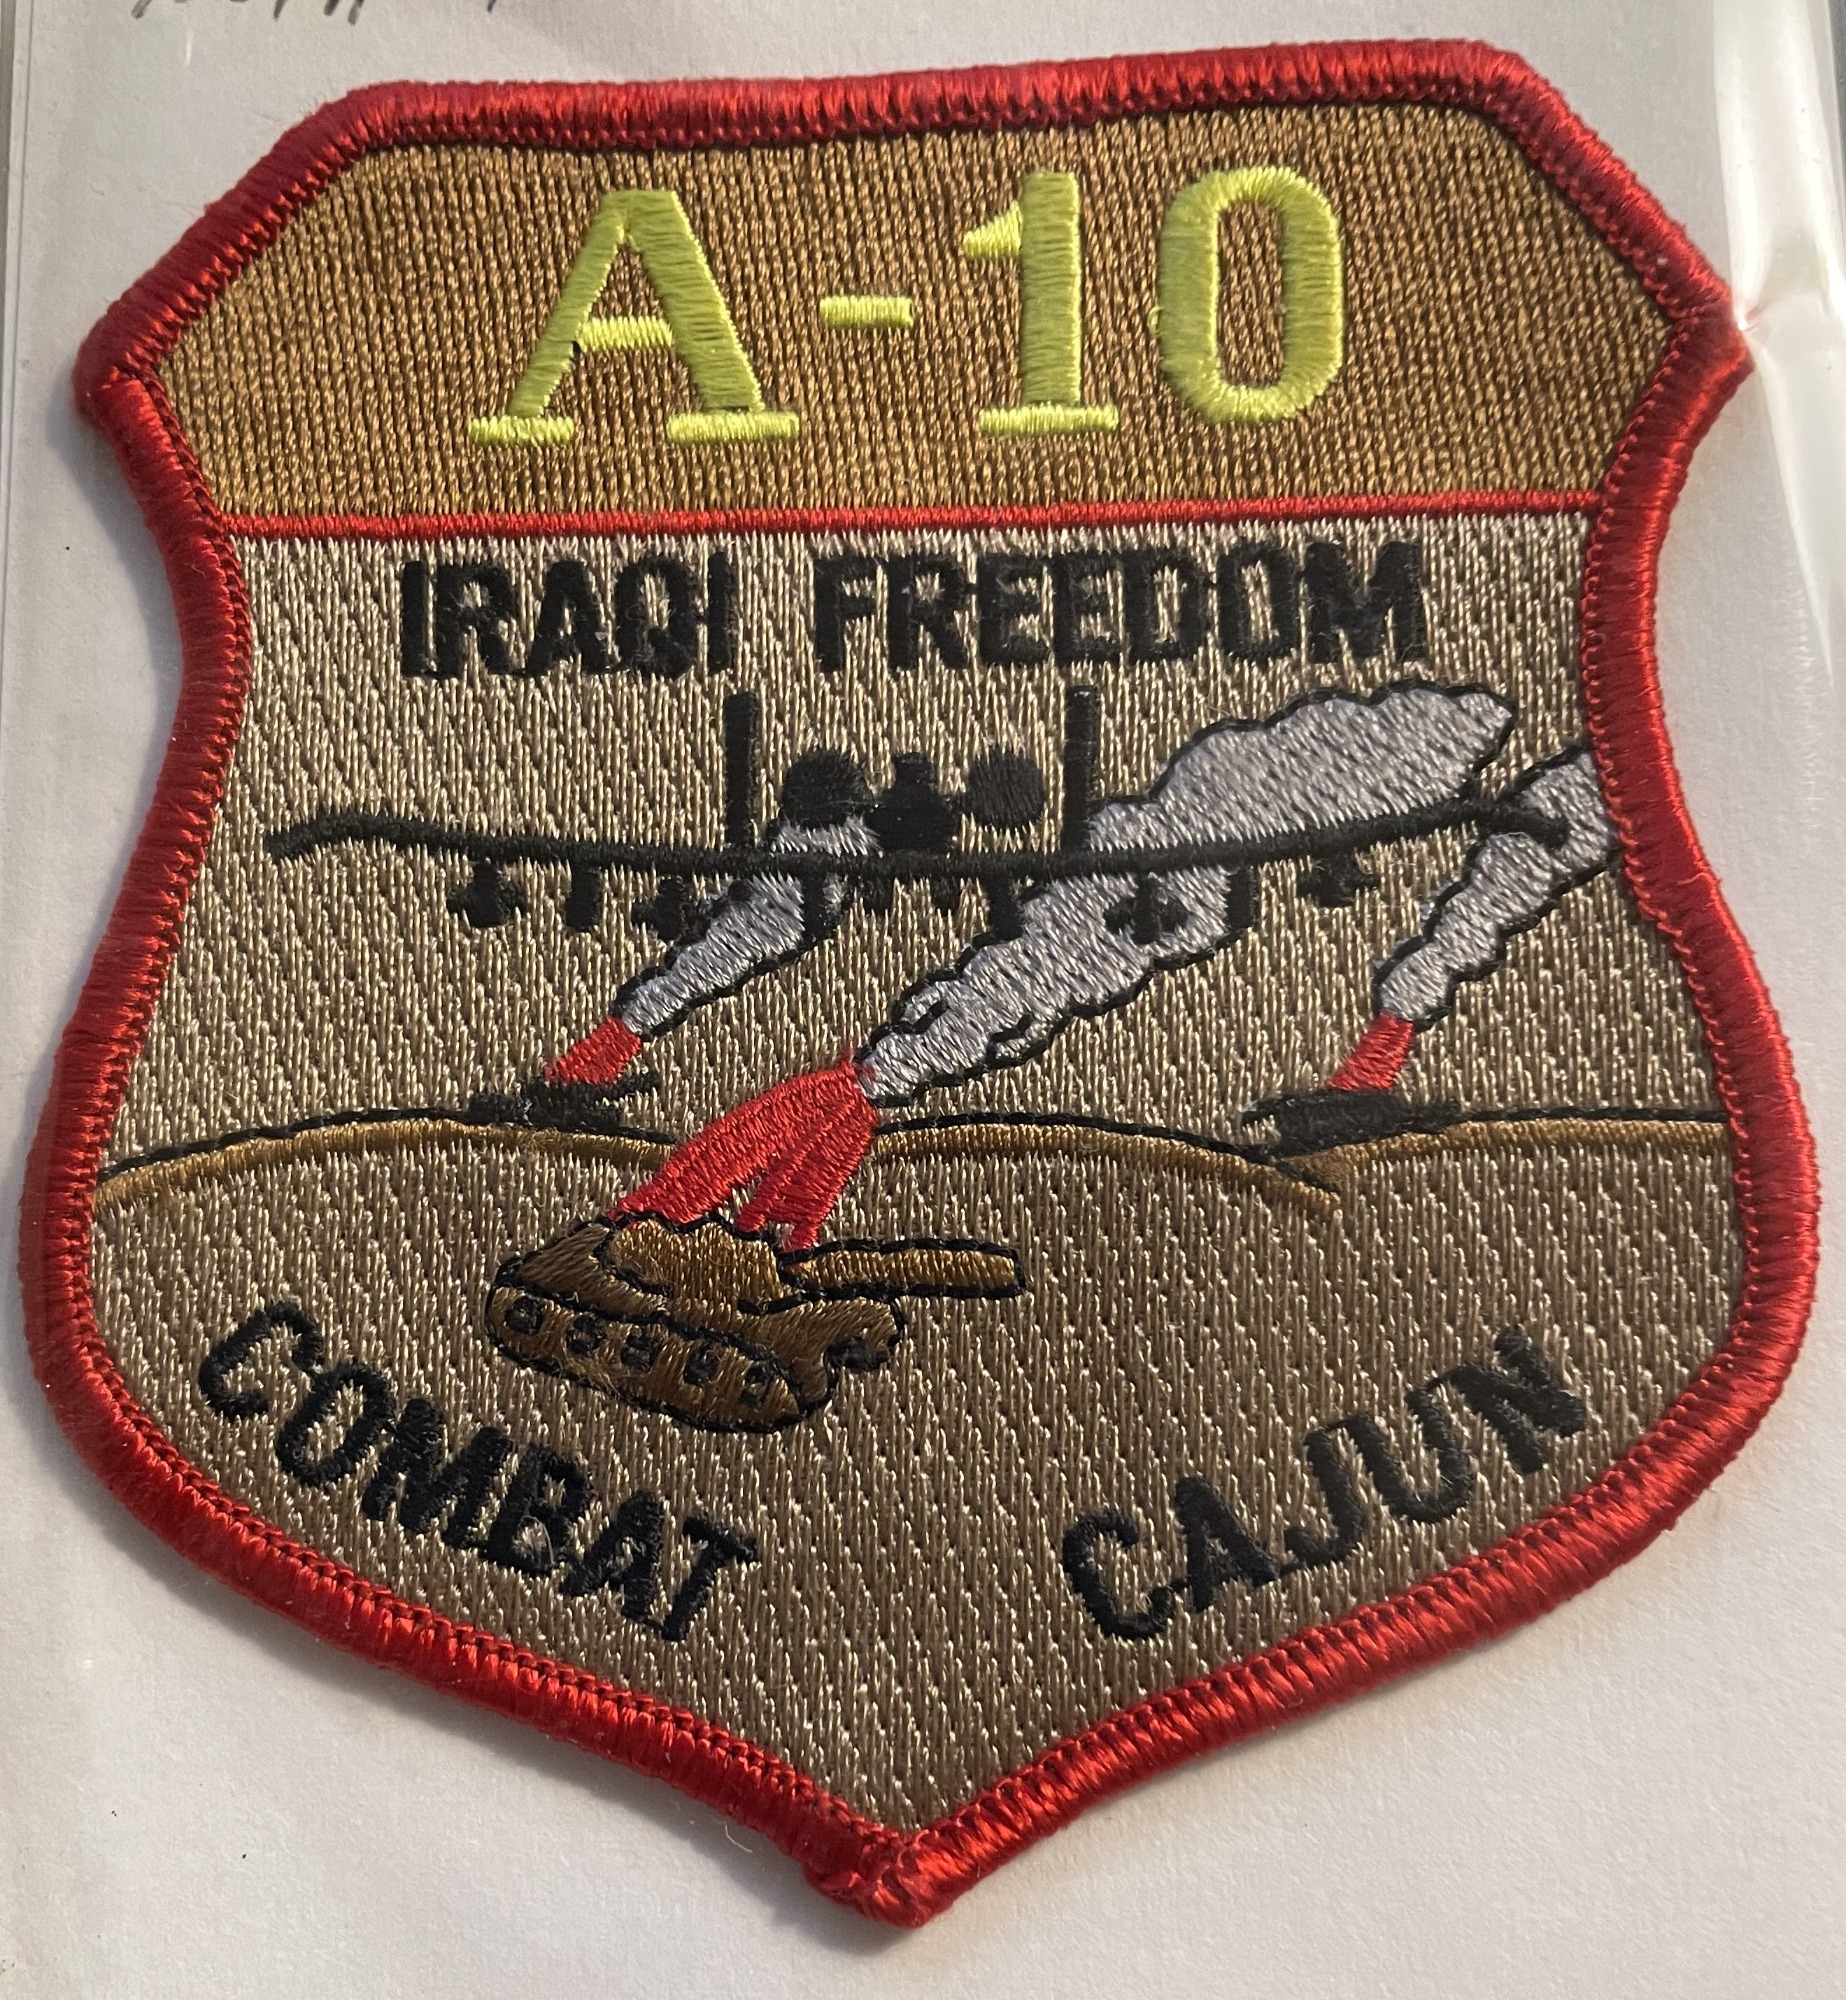 A-10
IRAQI FREEDOM
COMBAT CAJUN